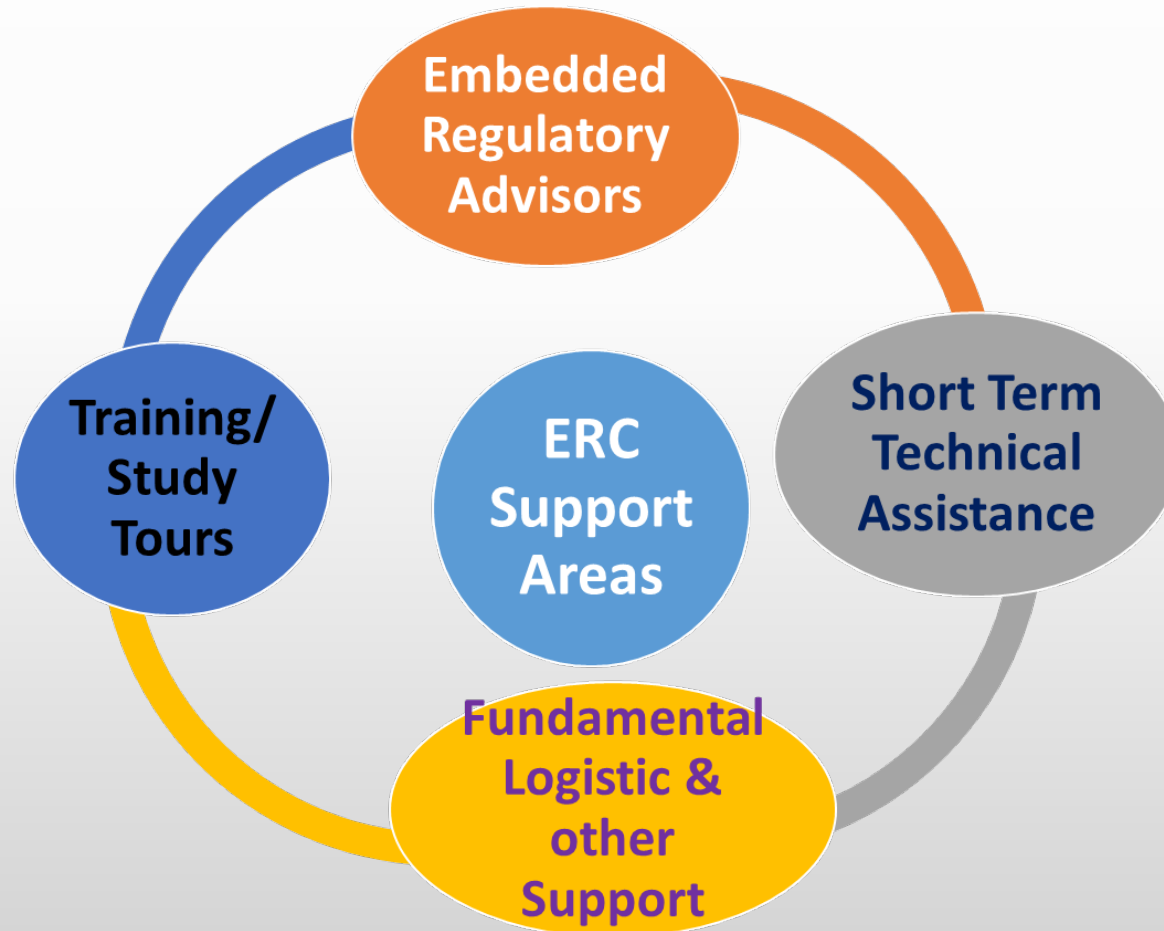 Embedded
Regulatory
Advisors
Short Term
Technical
Assistance
Fundamental
Logistic &
other
Support
Training/
Study
Tours
ERC
Support
Areas